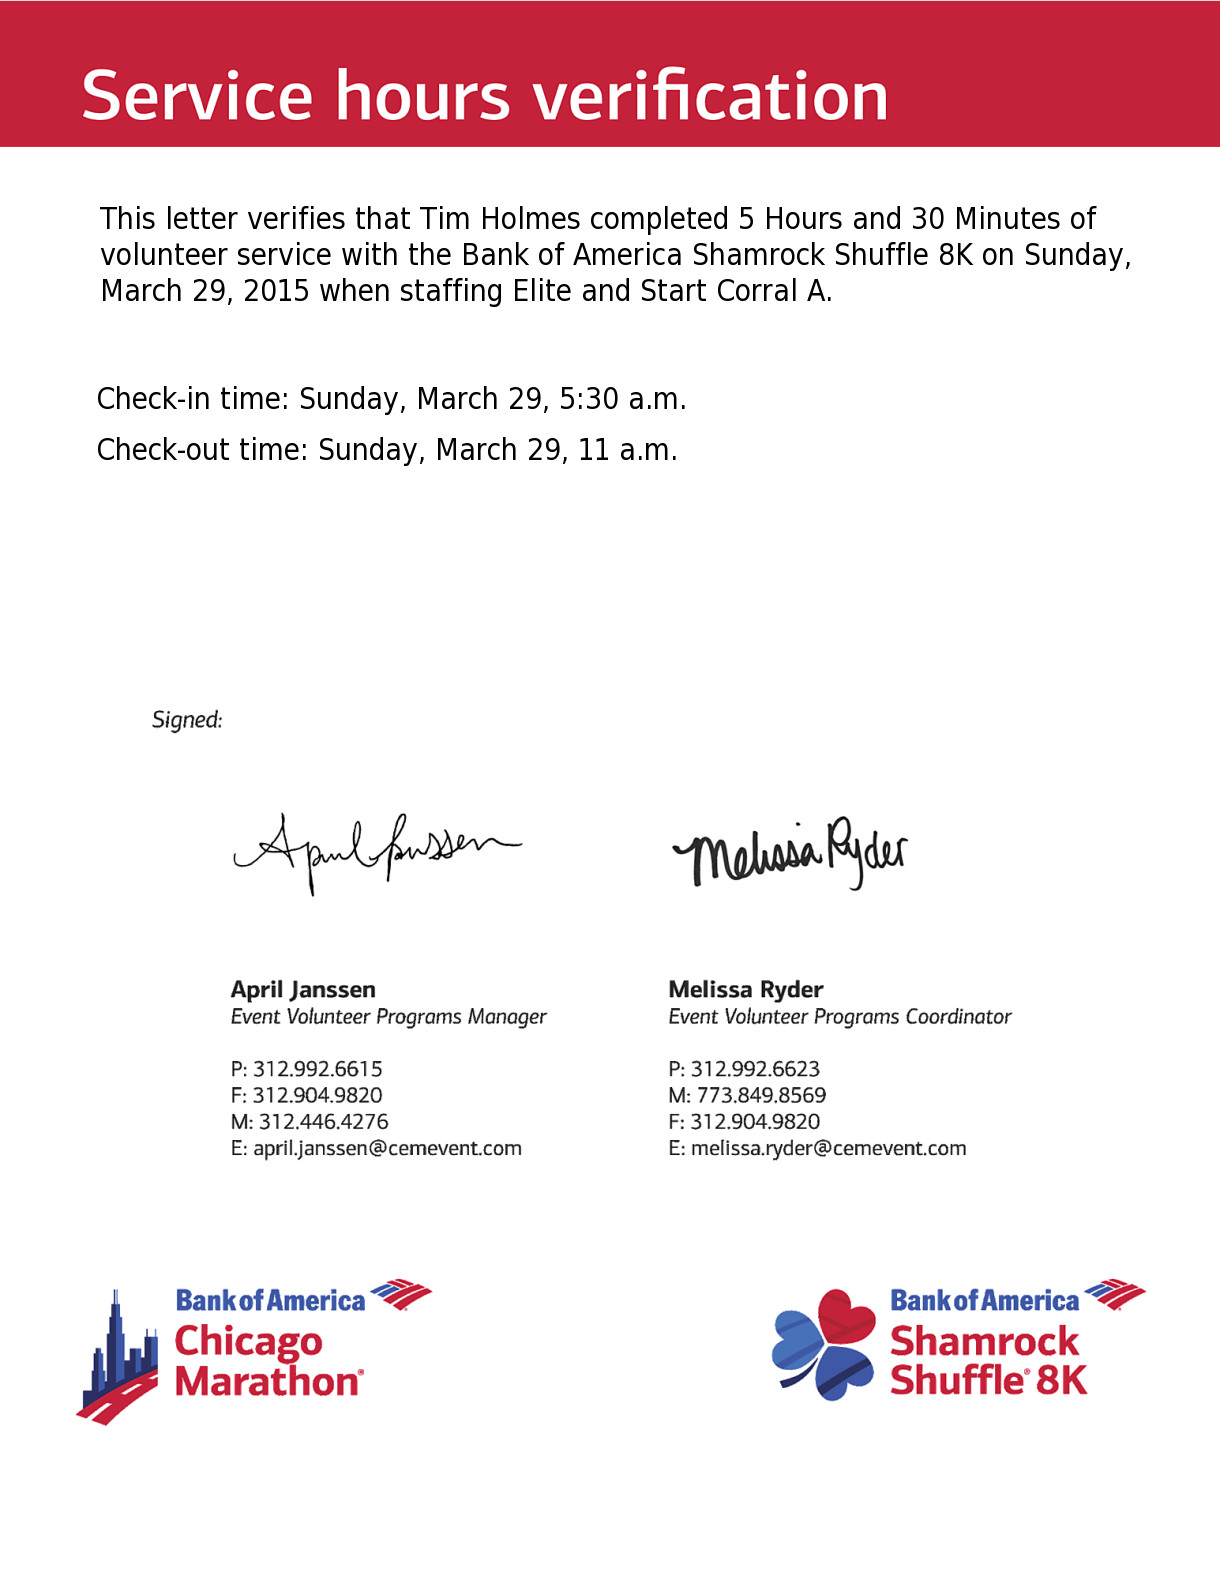 Service hours verification
This letter verifies that Tim Holmes completed 5 Hours and 30 Minutes of
volunteer service with the Bank of America Shamrock Shuffle 8K on Sunday,
March 29, 2015 when staffing Elite and Start Corral A.
Check-in time: Sunday, March 29, 5:30 a.m.
Check-out time: Sunday, March 29, 11 a.m.
Signed:
April Janssen
Melissa Ryder
April Janssen
Event Volunteer Programs Manager
P: 312.992.6615
F: 312.904.9820
M: 312.446.4276
E: april.janssen@cemevent.com
Melissa Ryder
Event Volunteer Programs Coordinator
P: 312.992.6623
M: 773.849.8569
F: 312.904.9820
E: melissa.ryder@cemevent.com
Bank of America
Chicago
Marathon®
Bank of America
Shamrock
Shuffle® 8K